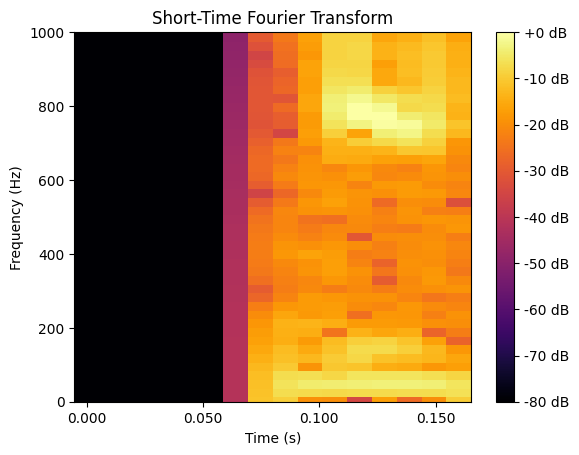 Short-Time Fourier Transform
1000
800
600
400
200
0
Frequency (Hz)
0.000
0.050
0.100
0.150
Time (s)
+0 dB
-10 dB
-20 dB
-30 dB
-40 dB
-50 dB
-60 dB
-70 dB
-80 dB